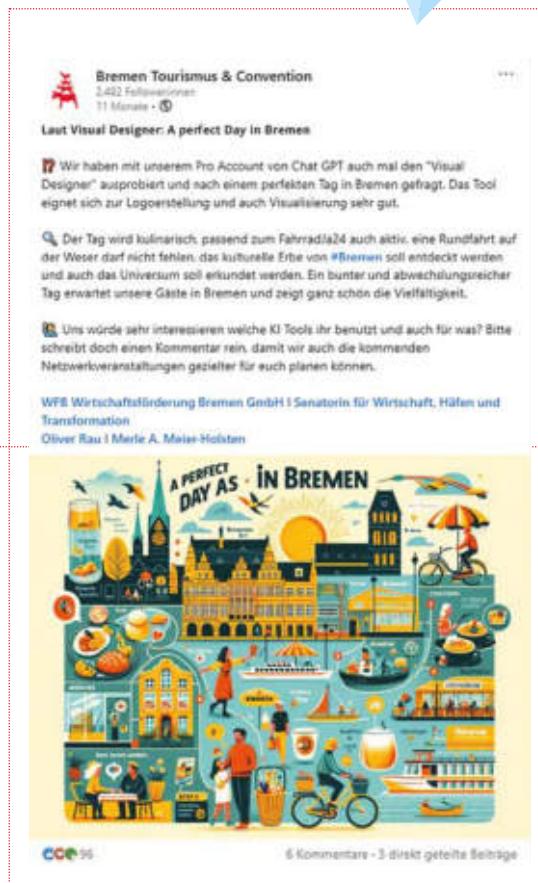 Bremen Tourismus & Convention
2.482 Follower:innen
11 Monate •
Laut Visual Designer: A perfect Day in Bremen
Wir haben mit unserem Pro Account von Chat GPT auch mal den "Visual
Designer" ausprobiert und nach einem perfekten Tag in Bremen gefragt. Das Tool
eignet sich zur Logoerstellung und auch Visualisierung sehr gut.
Der Tag wird kulinarisch, passend zum FahrradJa24 auch aktiv, eine Rundfahrt auf
der Weser darf nicht fehlen, das kulturelle Erbe von #Bremen soll entdeckt werden
und auch das Universum soll erkundet werden. Ein bunter und abwechslungsreicher
Tag erwartet unsere Gäste in Bremen und zeigt ganz schön die Vielfältigkeit.
Uns würde sehr interessieren welche KI Tools ihr benutzt und auch für was? Bitte
schreibt doch einen Kommentar rein, damit wir auch die kommenden
Netzwerkveranstaltungen gezielter für euch planen können.
WFB Wirtschaftsförderung Bremen GmbH I Senatorin für Wirtschaft, Häfen und
Transformation
Oliver Rau I Merle A. Meier-Holsten
A PERFECT
DAY AS · IN BREMEN
96
6 Kommentare • 3 direkt geteilte Beiträge